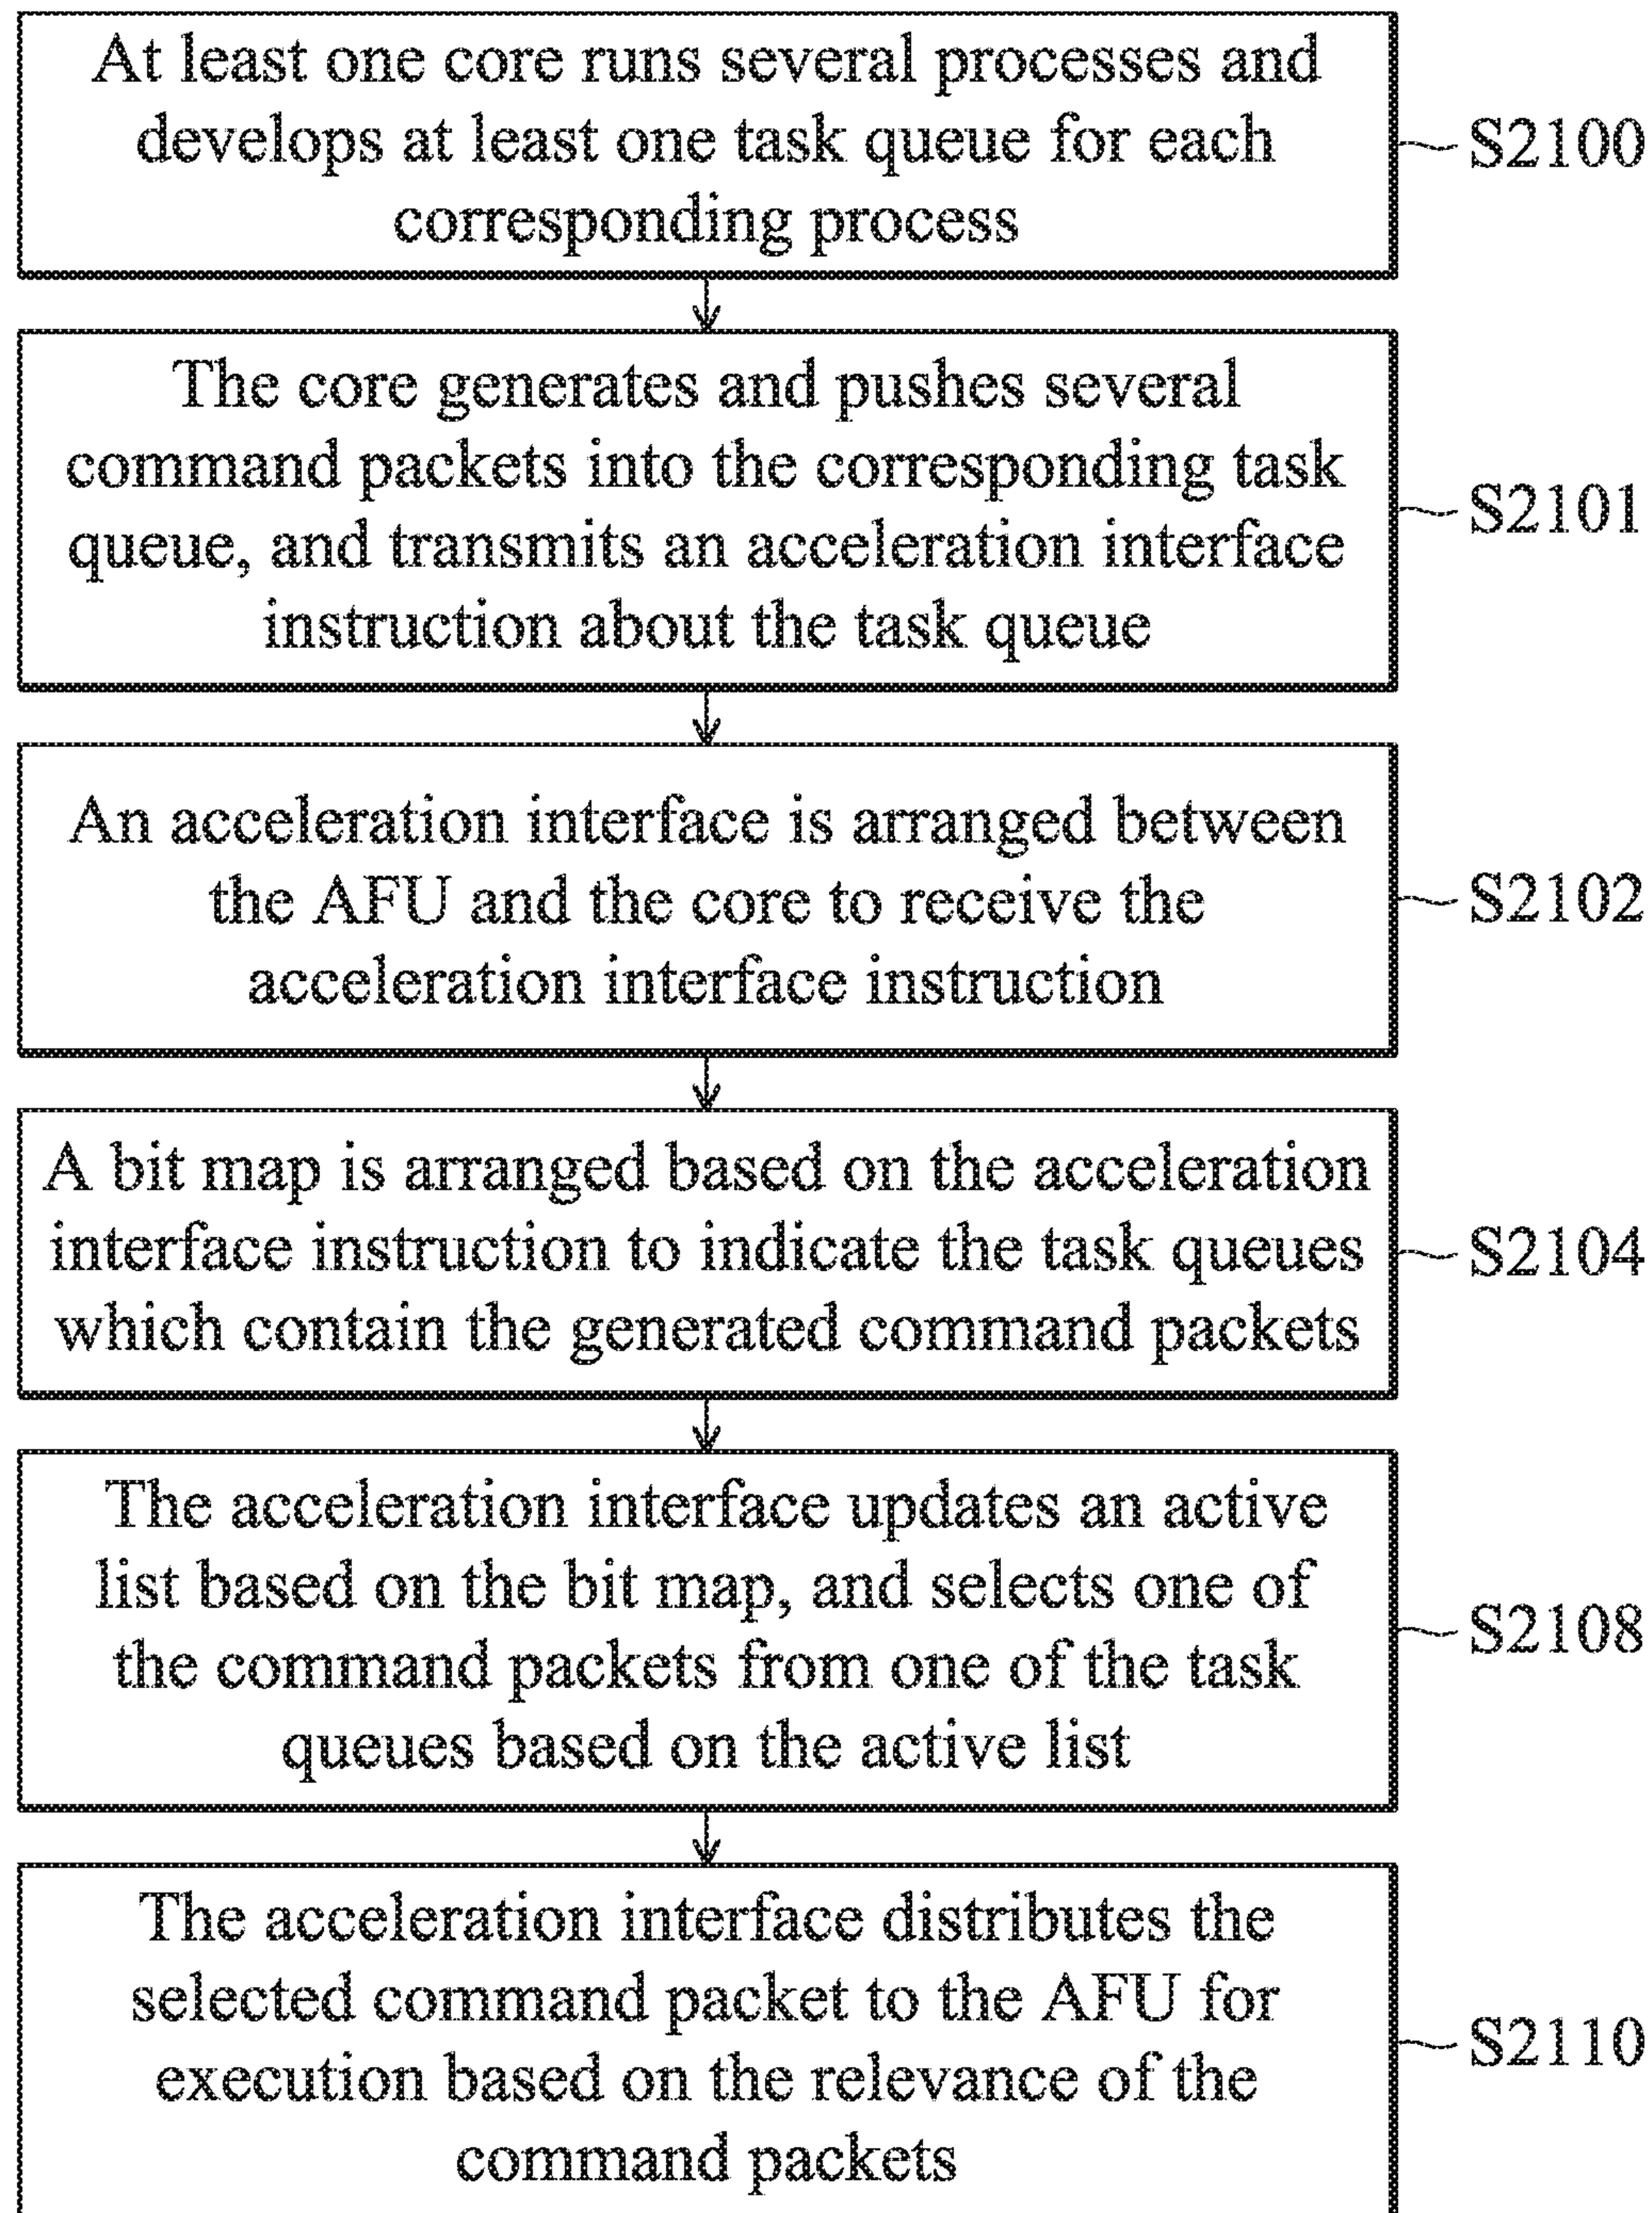 At least one core runs several processes and
develops at least one task queue for each
corresponding process
S2100
The core generates and pushes several
command packets into the corresponding task
queue, and transmits an acceleration interface
instruction about the task queue
S2101
An acceleration interface is arranged between
the AFU and the core to receive the
acceleration interface instruction
S2102
A bit map is arranged based on the acceleration
interface instruction to indicate the task queues
which contain the generated command packets
S2104
The acceleration interface updates an active
list based on the bit map, and selects one of
the command packets from one of the task
queues based on the active list
S2108
The acceleration interface distributes the
selected command packet to the AFU for
execution based on the relevance of the
command packets
S2110